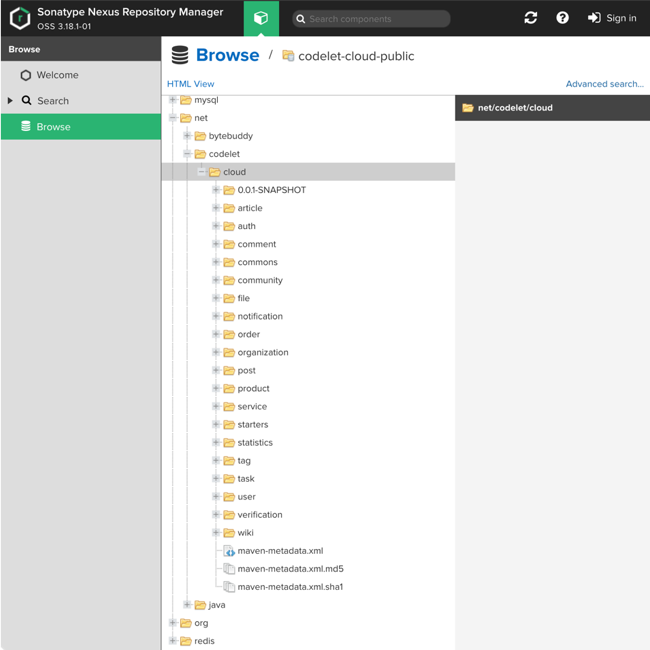 Sonatype Nexus Repository Manager
OSS 3.18.1-01
Search components
Sign in
Browse
Welcome
Search
Browse
Browse / codelet-cloud-public
HTML View
Advanced search...
mysql
net
bytebuddy
codelet
cloud
0.0.1-SNAPSHOT
article
auth
comment
commons
community
file
notification
order
organization
post
product
service
starters
statistics
tag
task
user
verification
wiki
maven-metadata.xml
maven-metadata.xml.md5
maven-metadata.xml.sha1
java
org
redis
net/codelet/cloud